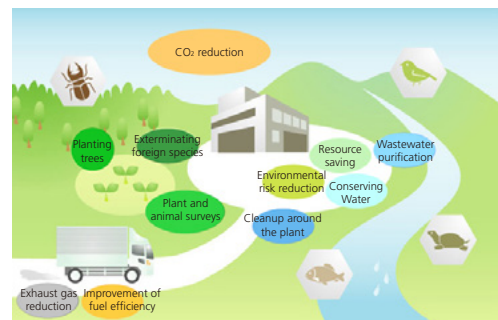 CO₂ reduction
Planting
trees
Exterminating
foreign species
Resource
saving
Wastewater
purification
Environmental
risk reduction
Conserving
Water
Plant and
animal surveys
Cleanup around
the plant
Exhaust gas
reduction
Improvement of
fuel efficiency